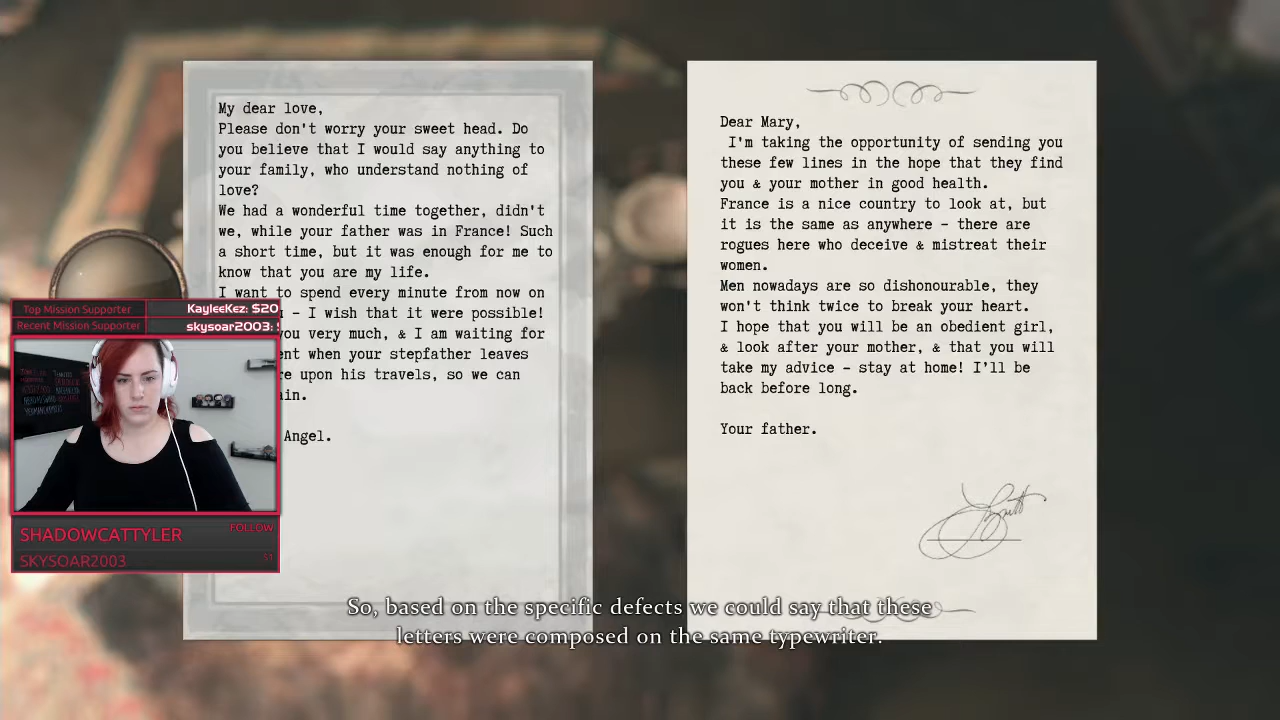 My dear love,
Please don't worry your sweet head. Do
you believe that I would say anything to
your family, who understand nothing of
love?
We had a wonderful time together, didn't
we, while your father was in France! Such
a short time, but it was enough for me to
know that you are my life.
I want to spend every minute from now on
– I wish that it were possible!
you very much, & I am waiting for
when your stepfather leaves
upon his travels, so we can
Angel.
Dear Mary,
I'm taking the opportunity of sending you
these few lines in the hope that they find
you & your mother in good health.
France is a nice country to look at, but
it is the same as anywhere – there are
rogues here who deceive & mistreat their
women.
Men nowadays are so dishonourable, they
won't think twice to break your heart.
I hope that you will be an obedient girl,
& look after your mother, & that you will
take my advice – stay at home! I'll be
back before long.
Your father.
Top Mission Supporter KayleeKez: $20
Recent Mission Supporter skysoar2003:
SHADOWCATTYLER FOLLOW
SKYSOAR2003 $1
So, based on the specific defects we could say that these
letters were composed on the same typewriter.